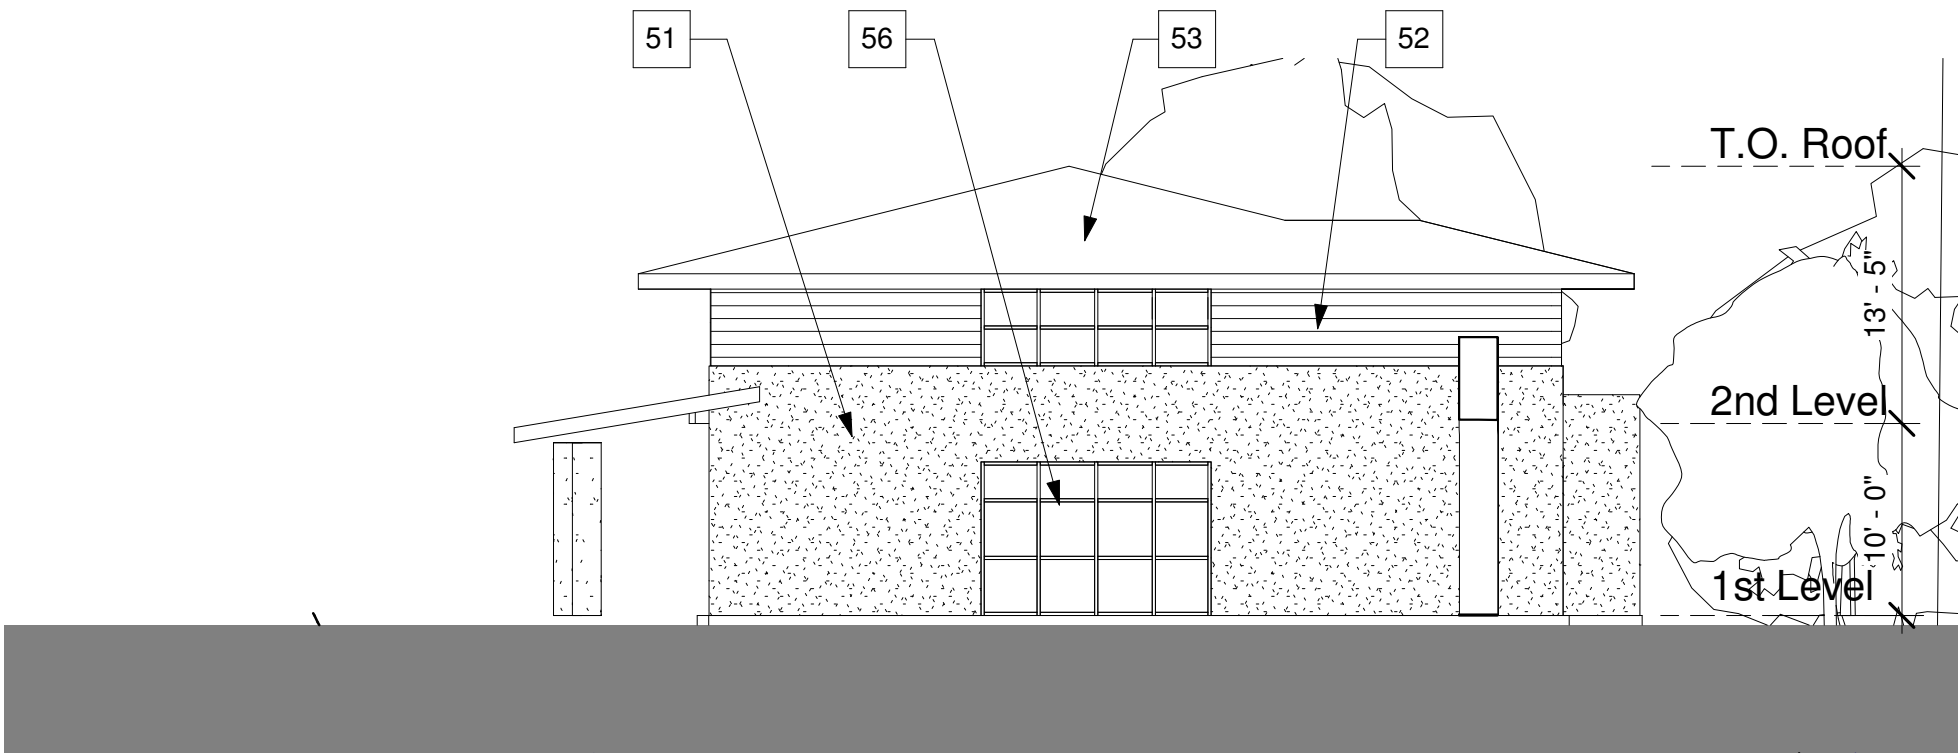 51
56
53
52
T.O. Roof
13' - 5"
2nd Level
10' - 0"
1st Level